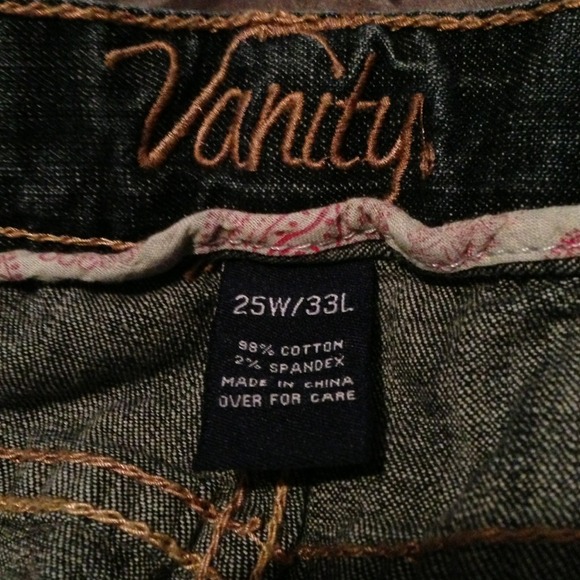 Vanity.
25W/33L
98% COTTON
2% SPANDEX
MADE IN CHINA
OVER FOR CARE